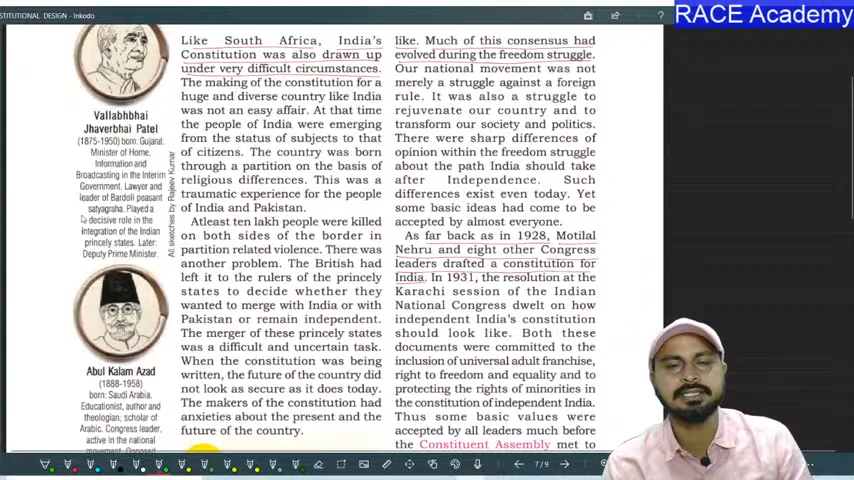 TITUTIONAL DESIGN - Inkodo
RACE Academy
Vallabhbhai
Jhaverbhai Patel
(1875-1950) born: Gujarat.
Minister of Home,
Information and
Broadcasting in the Interim
Government. Lawyer and
leader of Bardoli peasant
satyagraha. Played a
decisive role in the
integration of the Indian
princely states. Later:
Deputy Prime Minister.
All sketches by Rajeev Kumar
Abul Kalam Azad
(1888-1958)
born: Saudi Arabia.
Educationist, author and
theologian; scholar of
Arabic. Congress leader,
active in the national
movement. Opposed
Like South Africa, India's
Constitution was also drawn up
under very difficult circumstances.
The making of the constitution for a
huge and diverse country like India
was not an easy affair. At that time
the people of India were emerging
from the status of subjects to that
of citizens. The country was born
through a partition on the basis of
religious differences. This was a
traumatic experience for the people
of India and Pakistan.
Atleast ten lakh people were killed
on both sides of the border in
partition related violence. There was
another problem. The British had
left it to the rulers of the princely
states to decide whether they
wanted to merge with India or with
Pakistan or remain independent.
The merger of these princely states
was a difficult and uncertain task.
When the constitution was being
written, the future of the country did
not look as secure as it does today.
The makers of the constitution had
anxieties about the present and the
future of the country.
like. Much of this consensus had
evolved during the freedom struggle.
Our national movement was not
merely a struggle against a foreign
rule. It was also a struggle to
rejuvenate our country and to
transform our society and politics.
There were sharp differences of
opinion within the freedom struggle
about the path India should take
after Independence. Such
differences exist even today. Yet
some basic ideas had come to be
accepted by almost everyone.
As far back as in 1928, Motilal
Nehru and eight other Congress
leaders drafted a constitution for
India. In 1931, the resolution at the
Karachi session of the Indian
National Congress dwelt on how
independent India's constitution
should look like. Both these
documents were committed to the
inclusion of universal adult franchise,
right to freedom and equality and to
protecting the rights of minorities in
the constitution of independent India.
Thus some basic values were
accepted by all leaders much before
the Constituent Assembly met to
7/9